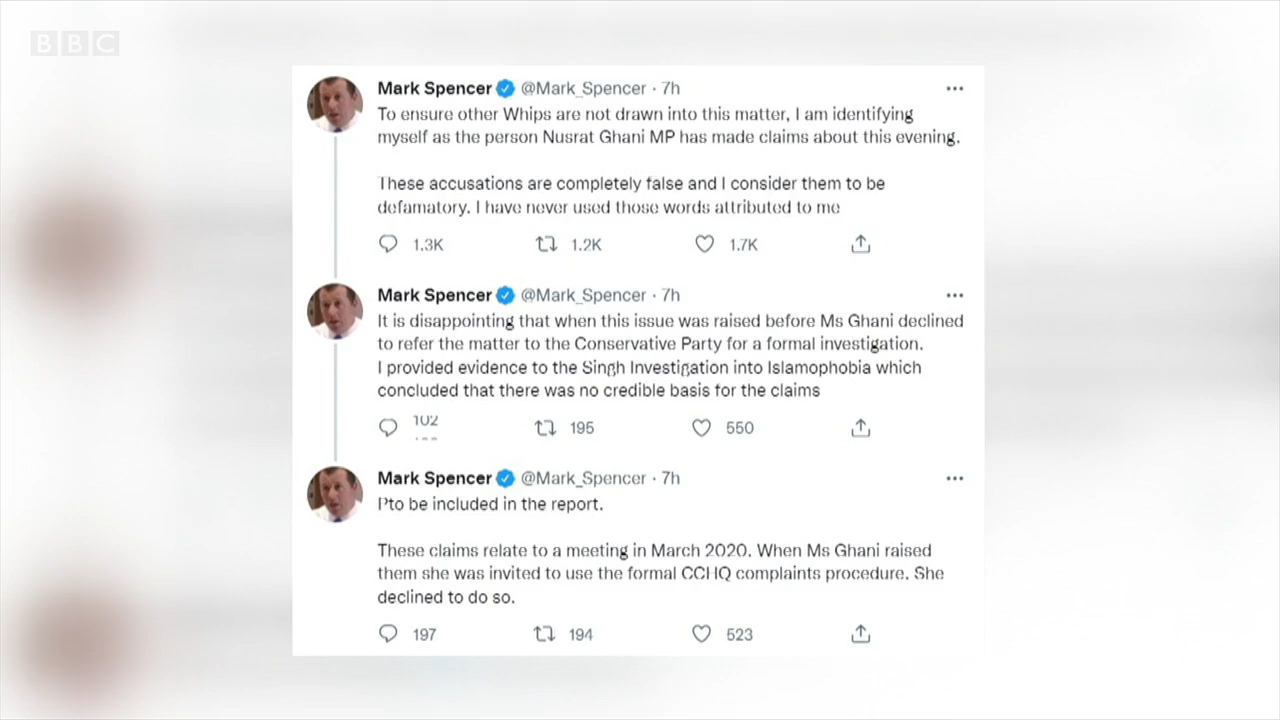 BBC
Mark Spencer @Mark_Spencer · 7h
To ensure other Whips are not drawn into this matter, I am identifying
myself as the person Nusrat Ghani MP has made claims about this evening.
These accusations are completely false and I consider them to be
defamatory. I have never used those words attributed to me
1.3K 1.2K 1.7K
Mark Spencer @Mark_Spencer · 7h
It is disappointing that when this issue was raised before Ms Ghani declined
to refer the matter to the Conservative Party for a formal investigation.
I provided evidence to the Singh Investigation into Islamophobia which
concluded that there was no credible basis for the claims
102 195 550
Mark Spencer @Mark_Spencer · 7h
Pto be included in the report.
These claims relate to a meeting in March 2020. When Ms Ghani raised
them she was invited to use the formal CCHQ complaints procedure. She
declined to do so.
197 194 523